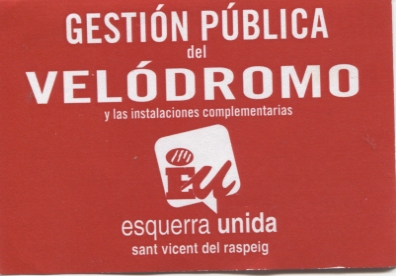 GESTIÓN PÚBLICA
del
VELÓDROMO
y las instalaciones complementarias
EU
esquerra unida
sant vicent del raspeig